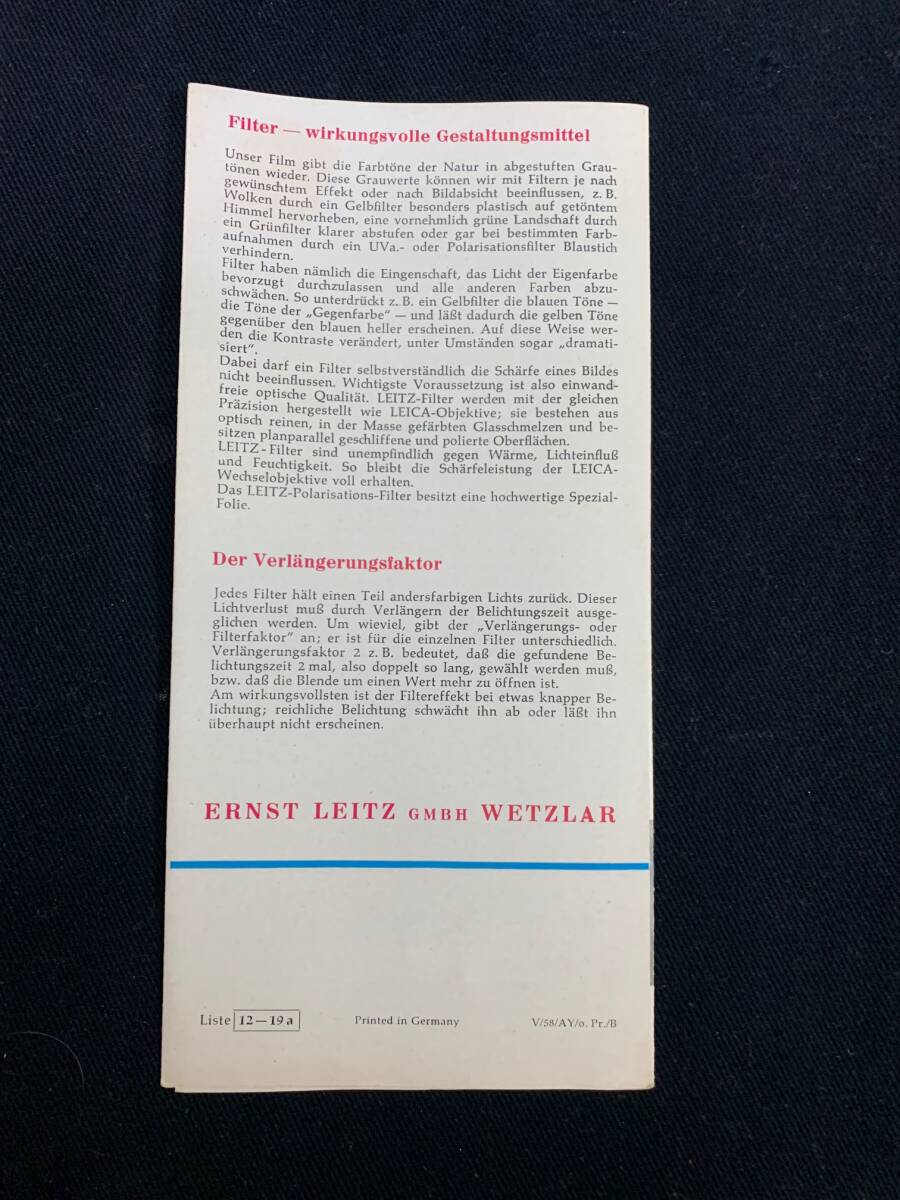 Filter — wirkungsvolle Gestaltungsmittel
Unser Film gibt die Farbtöne der Natur in abgestuften Grau-
tönen wieder. Diese Grauwerte können wir mit Filtern je nach
gewünschtem Effekt oder nach Bildabsicht beeinflussen, z. B.
Wolken durch ein Gelbfilter besonders plastisch auf getöntem
Himmel hervorheben, eine vornehmlich grüne Landschaft durch
ein Grünfilter klarer abstufen oder gar bei bestimmten Farb-
aufnahmen durch ein UVa.- oder Polarisationsfilter Blaustich
verhindern.
Filter haben nämlich die Eingenschaft, das Licht der Eigenfarbe
bevorzugt durchzulassen und alle anderen Farben abzu-
schwächen. So unterdrückt z. B. ein Gelbfilter die blauen Töne —
die Töne der „Gegenfarbe" — und läßt dadurch die gelben Töne
gegenüber den blauen heller erscheinen. Auf diese Weise wer-
den die Kontraste verändert, unter Umständen sogar „dramati-
siert".
Dabei darf ein Filter selbstverständlich die Schärfe eines Bildes
nicht beeinflussen. Wichtigste Voraussetzung ist also einwand-
freie optische Qualität. LEITZ-Filter werden mit der gleichen
Präzision hergestellt wie LEICA-Objektive; sie bestehen aus
optisch reinen, in der Masse gefärbten Glasschmelzen und be-
sitzen planparallel geschliffene und polierte Oberflächen.
LEITZ-Filter sind unempfindlich gegen Wärme, Lichteinfluß
und Feuchtigkeit. So bleibt die Schärfeleistung der LEICA-
Wechselobjektive voll erhalten.
Das LEITZ-Polarisations-Filter besitzt eine hochwertige Spezial-
Folie.
Der Verlängerungsfaktor
Jedes Filter hält einen Teil andersfarbigen Lichts zurück. Dieser
Lichtverlust muß durch Verlängern der Belichtungszeit ausge-
glichen werden. Um wieviel, gibt der „Verlängerungs- oder
Filterfaktor" an; er ist für die einzelnen Filter unterschiedlich.
Verlängerungsfaktor 2 z. B. bedeutet, daß die gefundene Be-
lichtungszeit 2 mal, also doppelt so lang, gewählt werden muß,
bzw. daß die Blende um einen Wert mehr zu öffnen ist.
Am wirkungsvollsten ist der Filtereffekt bei etwas knapper Be-
lichtung; reichliche Belichtung schwächt ihn ab oder läßt ihn
überhaupt nicht erscheinen.
ERNST LEITZ GMBH WETZLAR
Liste 12—19a Printed in Germany V/58/AY/o. Pr./B